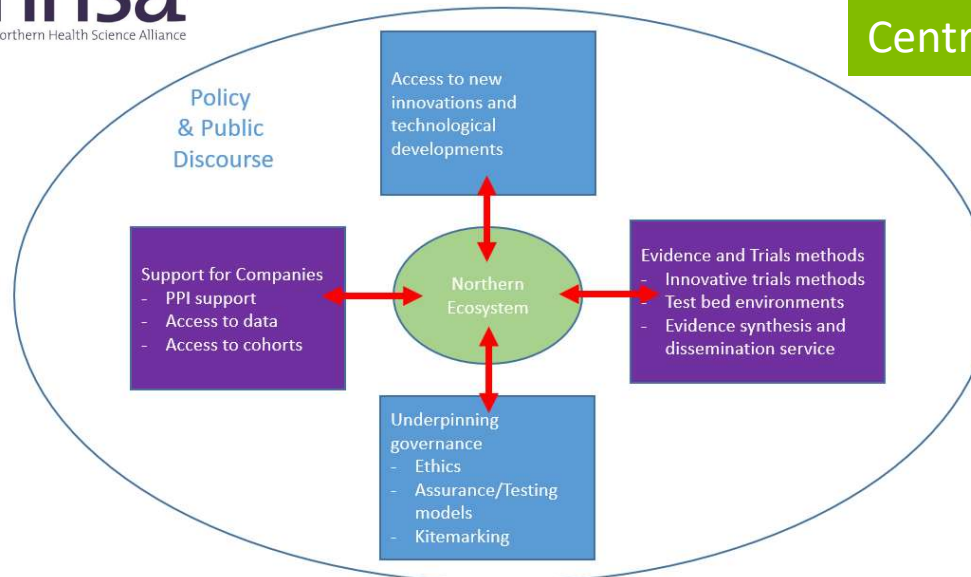 Northern Health Science Alliance
Centr
Policy
& Public
Discourse
Access to new
innovations and
technological
developments
Support for Companies
- PPI support
- Access to data
- Access to cohorts
Northern
Ecosystem
Evidence and Trials methods
- Innovative trials methods
- Test bed environments
- Evidence synthesis and
dissemination service
Underpinning
governance
- Ethics
- Assurance/Testing
models
- Kitemarking